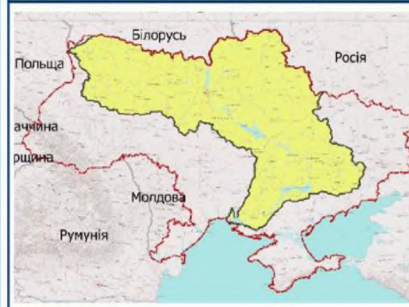 Білорусь
Росія
Польща
аччина
рщина
Молдова
Румунія